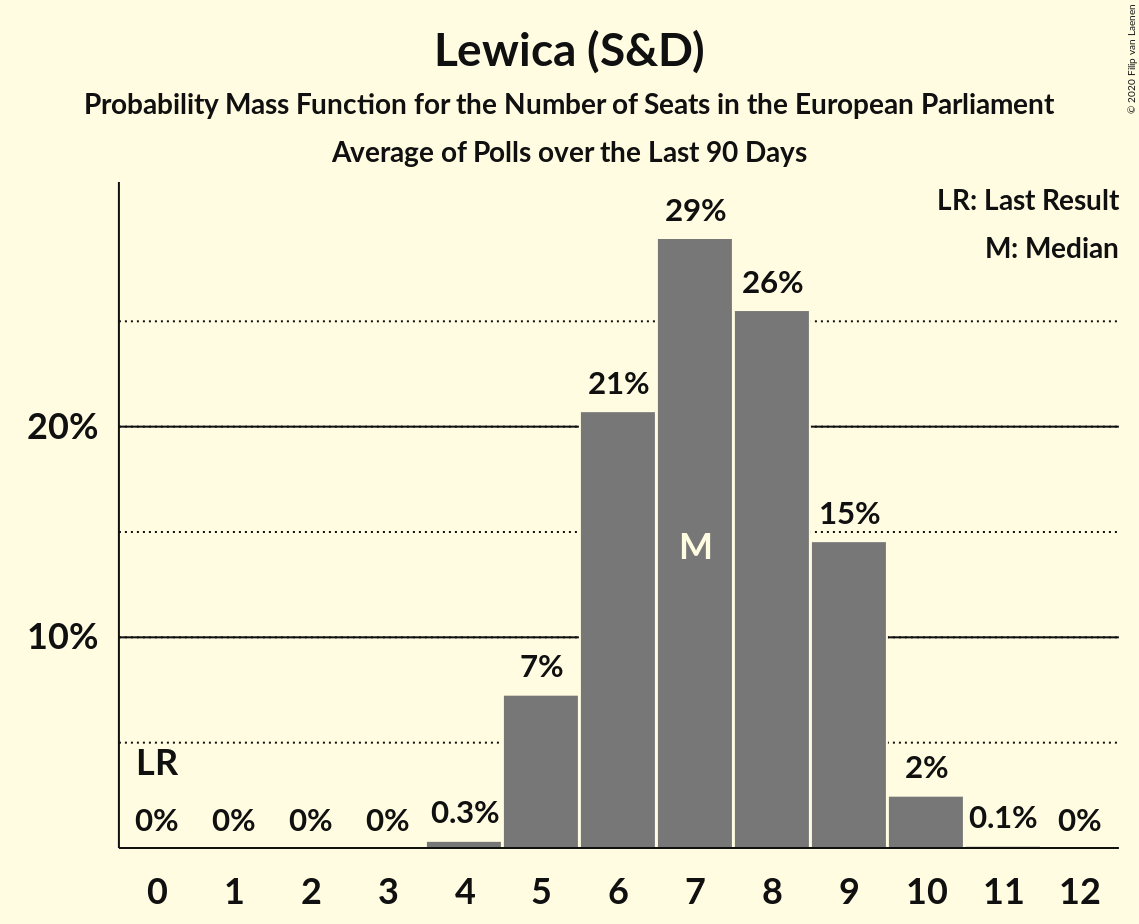 Lewica (S&D)
Probability Mass Function for the Number of Seats in the European Parliament
Average of Polls over the Last 90 Days
© 2020 Filip van Laenen
LR: Last Result
M: Median
29%
26%
21%
20%
15%
M
10%
7%
LR
2%
0% 0% 0% 0% 0.3% 0.1% 0%
0 1 2 3 4 5 6 7 8 9 10 11 12